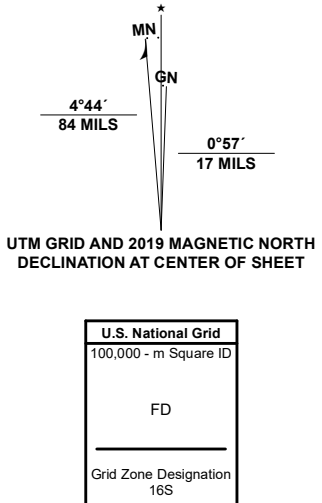 MN
GN
4°44´
84 MILS
0°57´
17 MILS
UTM GRID AND 2019 MAGNETIC NORTH
DECLINATION AT CENTER OF SHEET
U.S. National Grid
100,000 - m Square ID
FD
Grid Zone Designation
16S